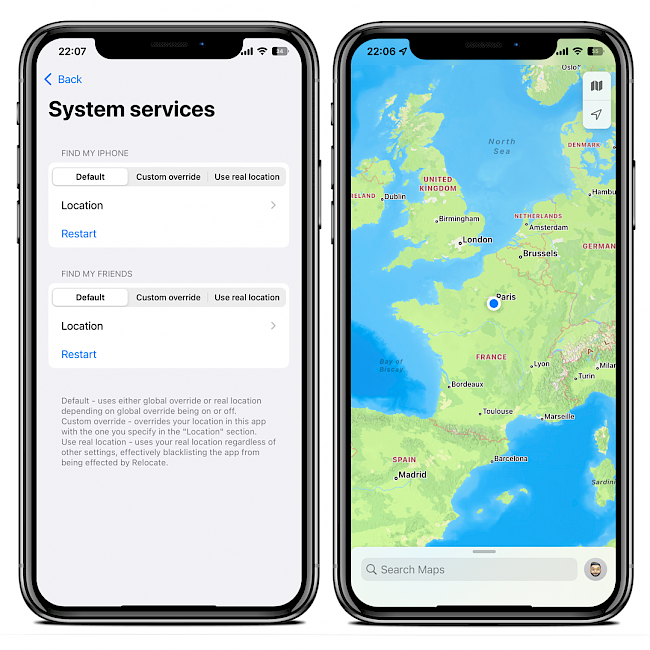 22:07
Back
System services
FIND MY IPHONE
Default Custom override Use real location
Location
Restart
FIND MY FRIENDS
Default Custom override Use real location
Location
Restart
Default - uses either global override or real location
depending on global override being on or off.
Custom override - overrides your location in this app
with the one you specify in the "Location" section.
Use real location - uses your real location regardless of
other settings, effectively blacklisting the app from
being effected by Relocate.
22:06
Oslo
North
Sea
DENMARK
UNITED
KINGDOM
IRELAND
Dublin
Hambu
NETHERLANDS
Birmingham
Amsterdam
London
GERMAN
Brussels
Paris
Bay of
Biscay
FRANCE
Lyon
Milan
Turin
Bordeaux
Toulouse
Marseille
SPAIN
Barcelona
Madrid
Sardini
Search Maps